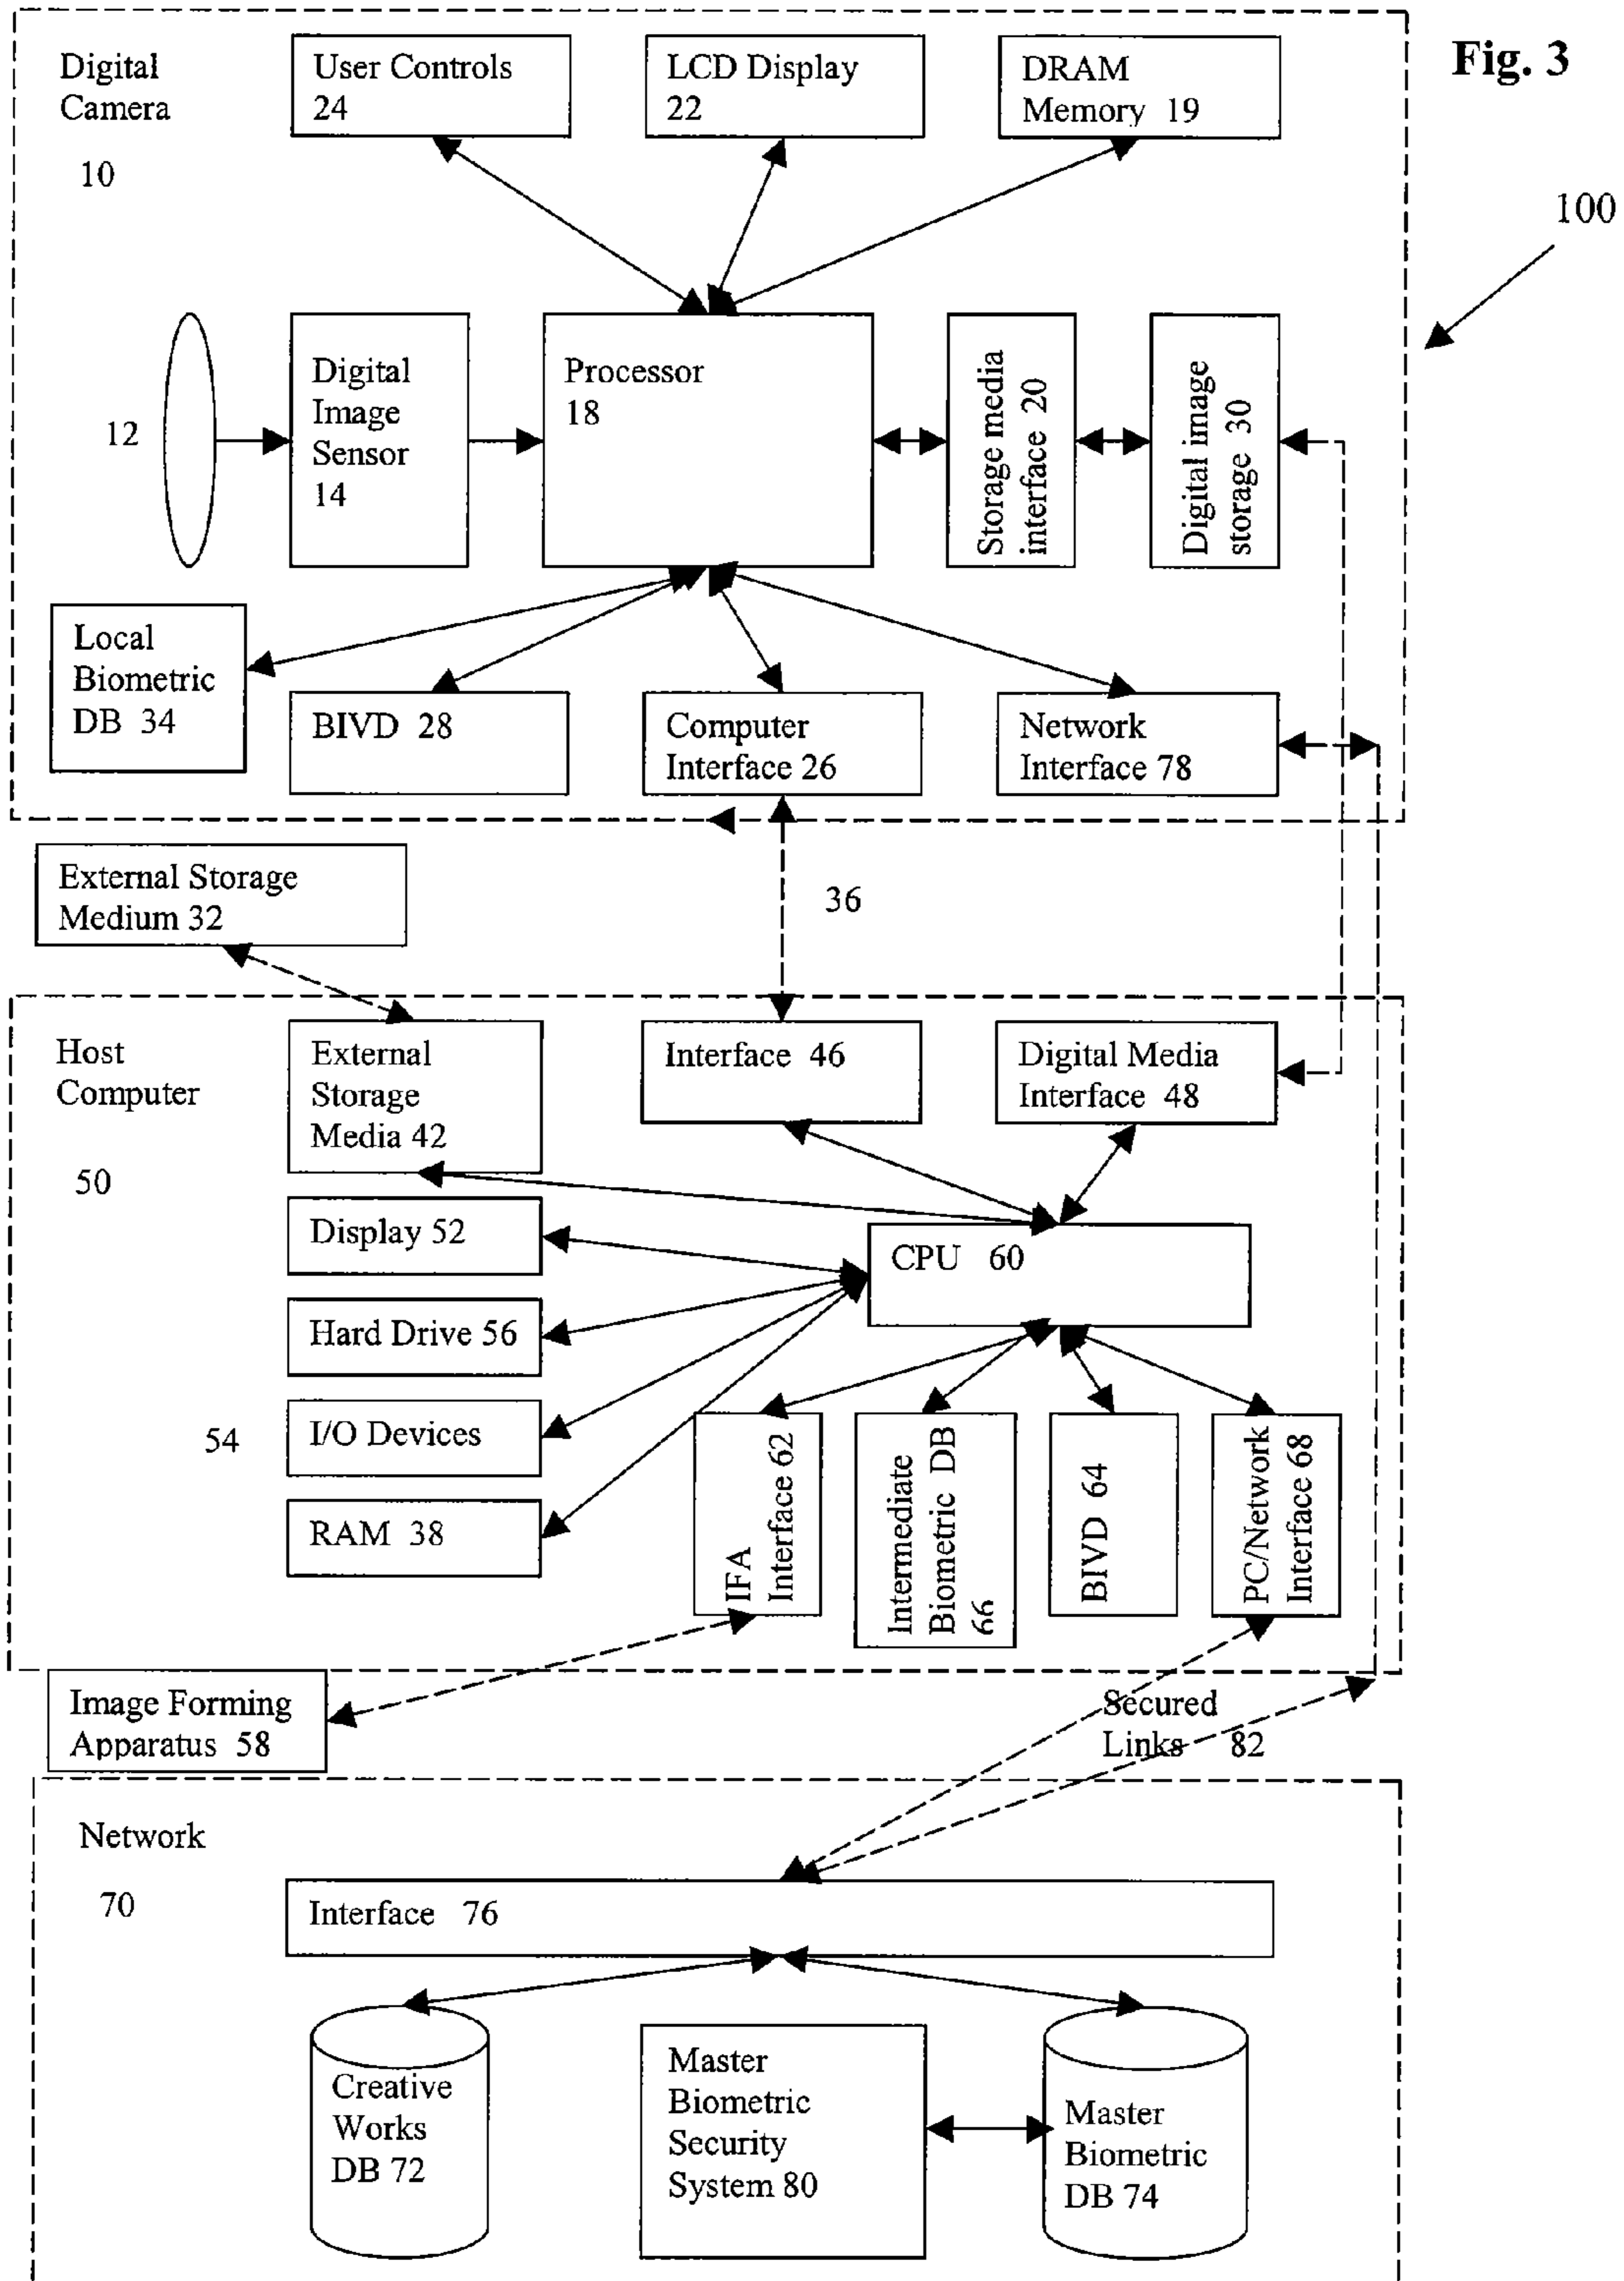 Fig. 3
100
Digital
Camera
10
User Controls
24
LCD Display
22
DRAM
Memory 19
12
Digital
Image
Sensor
14
Processor
18
Storage media
interface 20
Digital image
storage 30
Local
Biometric
DB 34
BIVD 28
Computer
Interface 26
Network
Interface 78
External Storage
Medium 32
36
Host
Computer
50
External
Storage
Media 42
Interface 46
Digital Media
Interface 48
Display 52
CPU 60
Hard Drive 56
54
I/O Devices
RAM 38
IFA
Interface 62
Intermediate
Biometric DB
66
BIVD 64
PC/Network
Interface 68
Image Forming
Apparatus 58
Secured
Links 82
Network
70
Interface 76
Creative
Works
DB 72
Master
Biometric
Security
System 80
Master
Biometric
DB 74